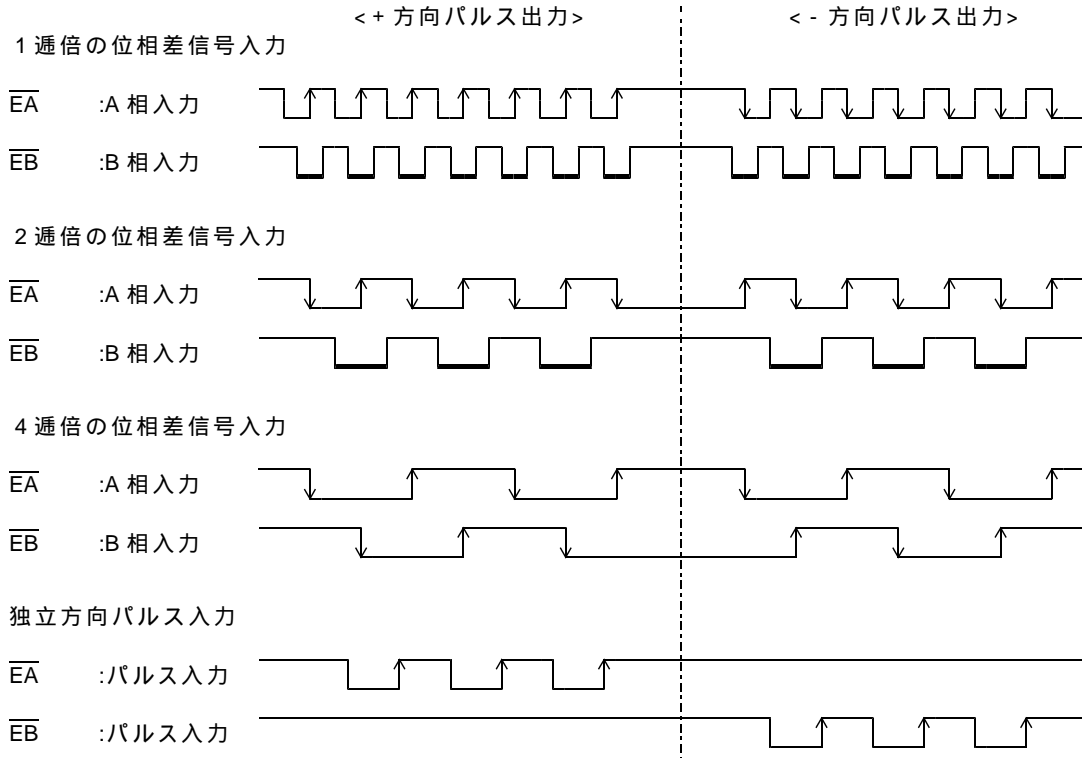 <+方向パルス出力> <-方向パルス出力>
1逓倍の位相差信号入力
EA :A相入力
EB :B相入力
2逓倍の位相差信号入力
EA :A相入力
EB :B相入力
4逓倍の位相差信号入力
EA :A相入力
EB :B相入力
独立方向パルス入力
EA :パルス入力
EB :パルス入力